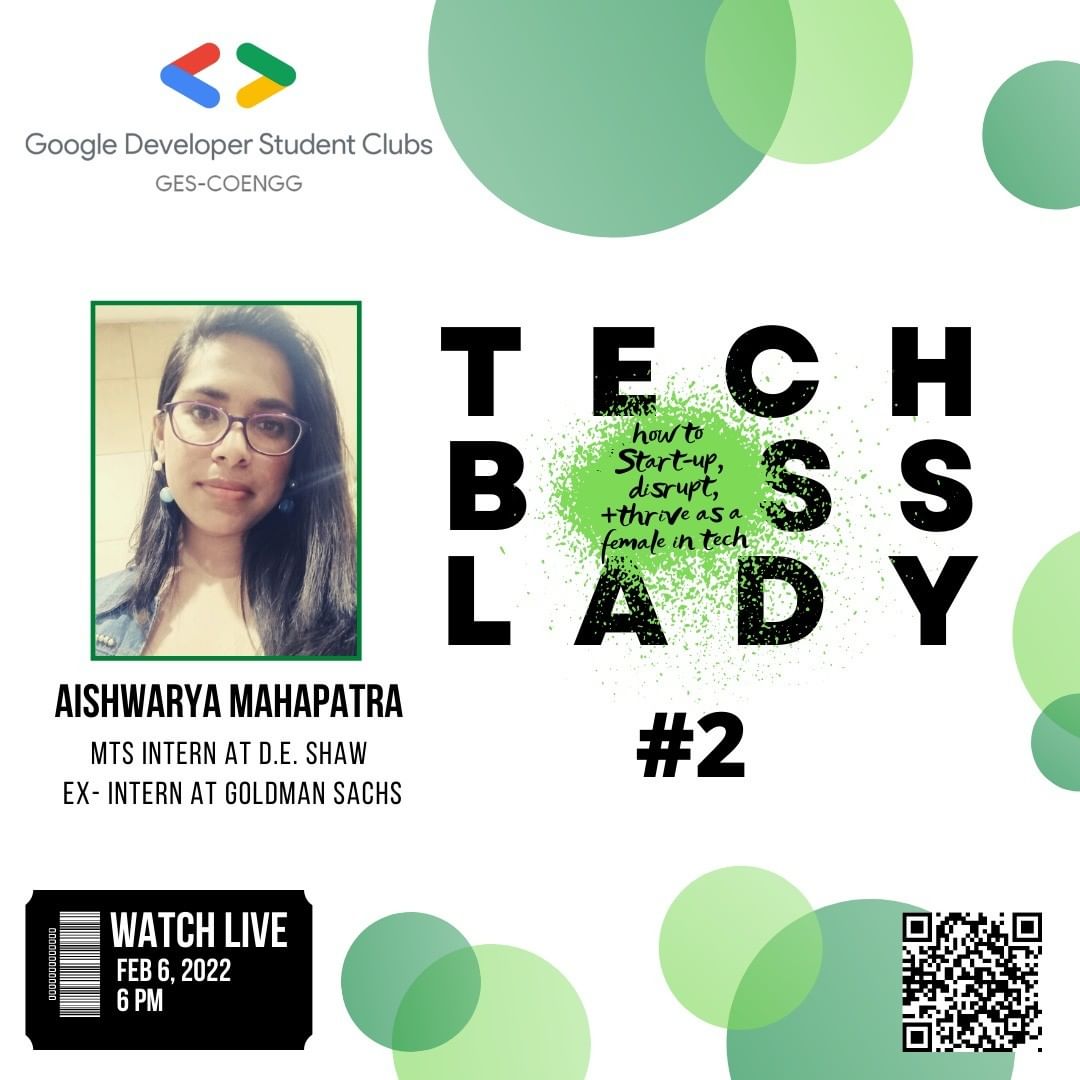 Google Developer Student Clubs
GES-COENGG
TECH
BOSS
LADY
how to
Start-up,
disrupt,
+thrive as a
female in tech
#2
AISHWARYA MAHAPATRA
MTS INTERN AT D.E. SHAW
EX- INTERN AT GOLDMAN SACHS
WATCH LIVE
FEB 6, 2022
6 PM